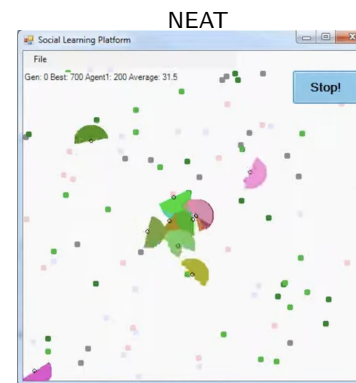 NEAT
Social Learning Platform
File
Gen: 0 Best: 700 Agent1: 200 Average: 31.5
Stop!